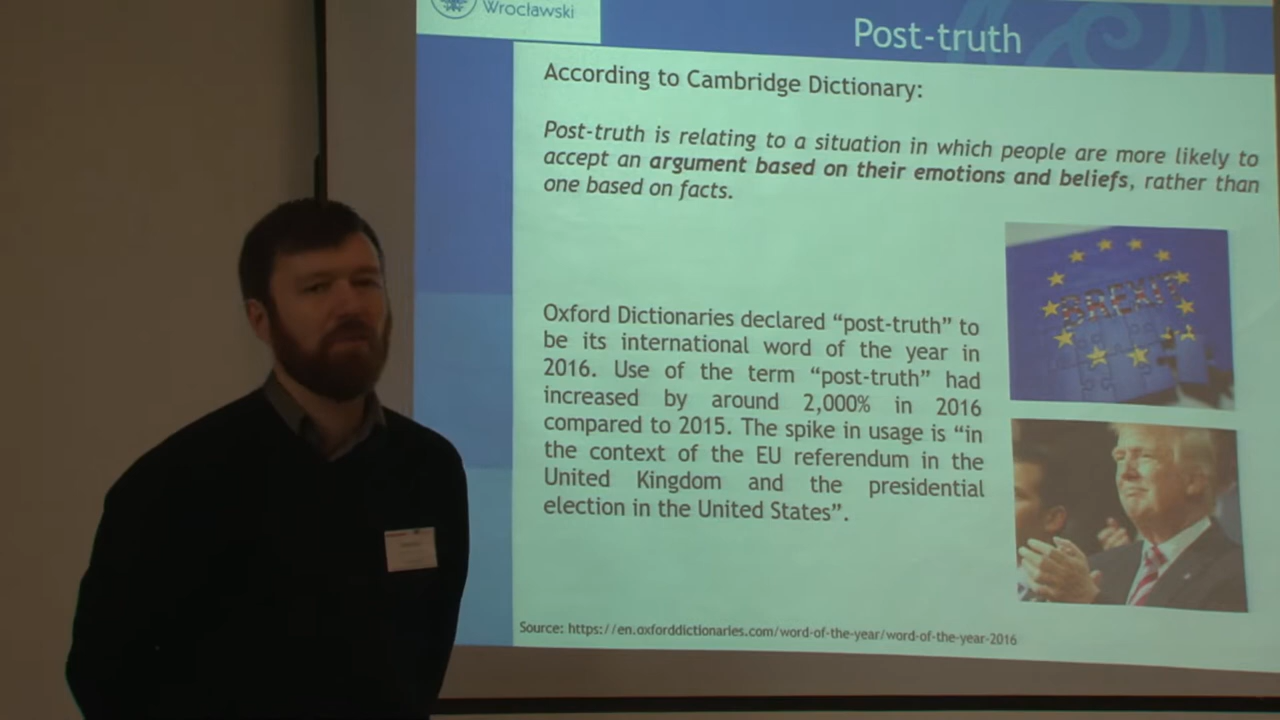 Wrocławski
Post-truth
According to Cambridge Dictionary:
Post-truth is relating to a situation in which people are more likely to
accept an argument based on their emotions and beliefs, rather than
one based on facts.
BREXIT
Oxford Dictionaries declared “post-truth” to
be its international word of the year in
2016. Use of the term “post-truth” had
increased by around 2,000% in 2016
compared to 2015. The spike in usage is “in
the context of the EU referendum in the
United Kingdom and the presidential
election in the United States”.
Source: https://en.oxforddictionaries.com/word-of-the-year/word-of-the-year-2016